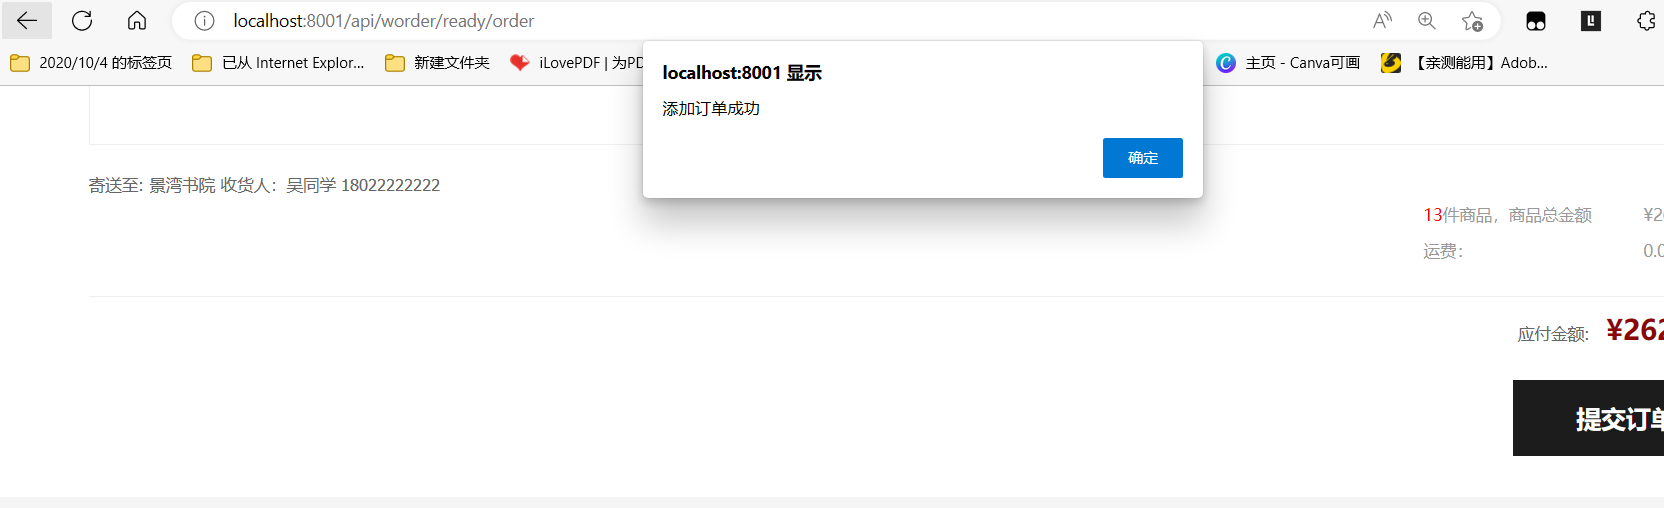 localhost:8001/api/worder/ready/order
2020/10/4 的标签页 已从 Internet Explor... 新建文件夹 iLovePDF | 为PD 主页 - Canva可画 【亲测能用】Adob...
localhost:8001 显示
添加订单成功
确定
寄送至: 景湾书院 收货人：吴同学 18022222222
13件商品，商品总金额 ¥2
运费： 0.0
应付金额: ¥262
提交订单